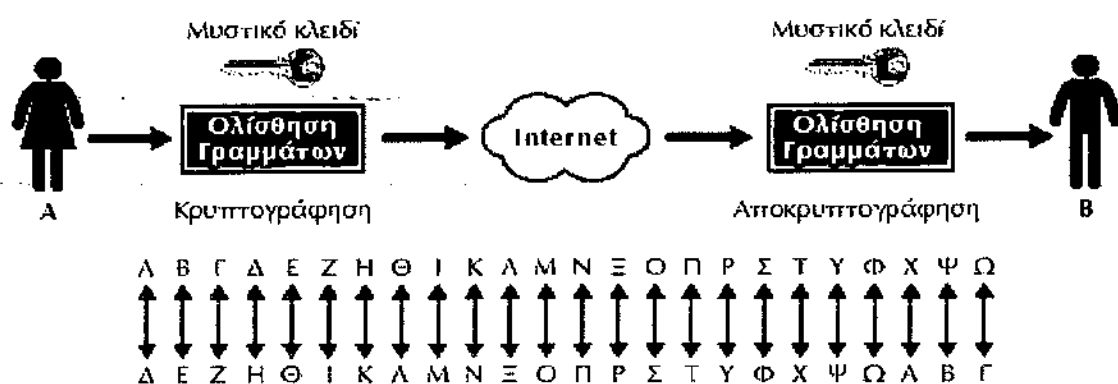 Μυστικό κλειδί
Μυστικό κλειδί
Ολίσθηση
Γραμμάτων
Internet
Ολίσθηση
Γραμμάτων
Α
Κρυπτογράφηση
Αποκρυπτογράφηση
Β
Α Β Γ Δ Ε Ζ Η Θ Ι Κ Λ Μ Ν Ξ Ο Π Ρ Σ Τ Υ Φ Χ Ψ Ω
Δ Ε Ζ Η Θ Ι Κ Λ Μ Ν Ξ Ο Π Ρ Σ Τ Υ Φ Χ Ψ Ω Α Β Γ